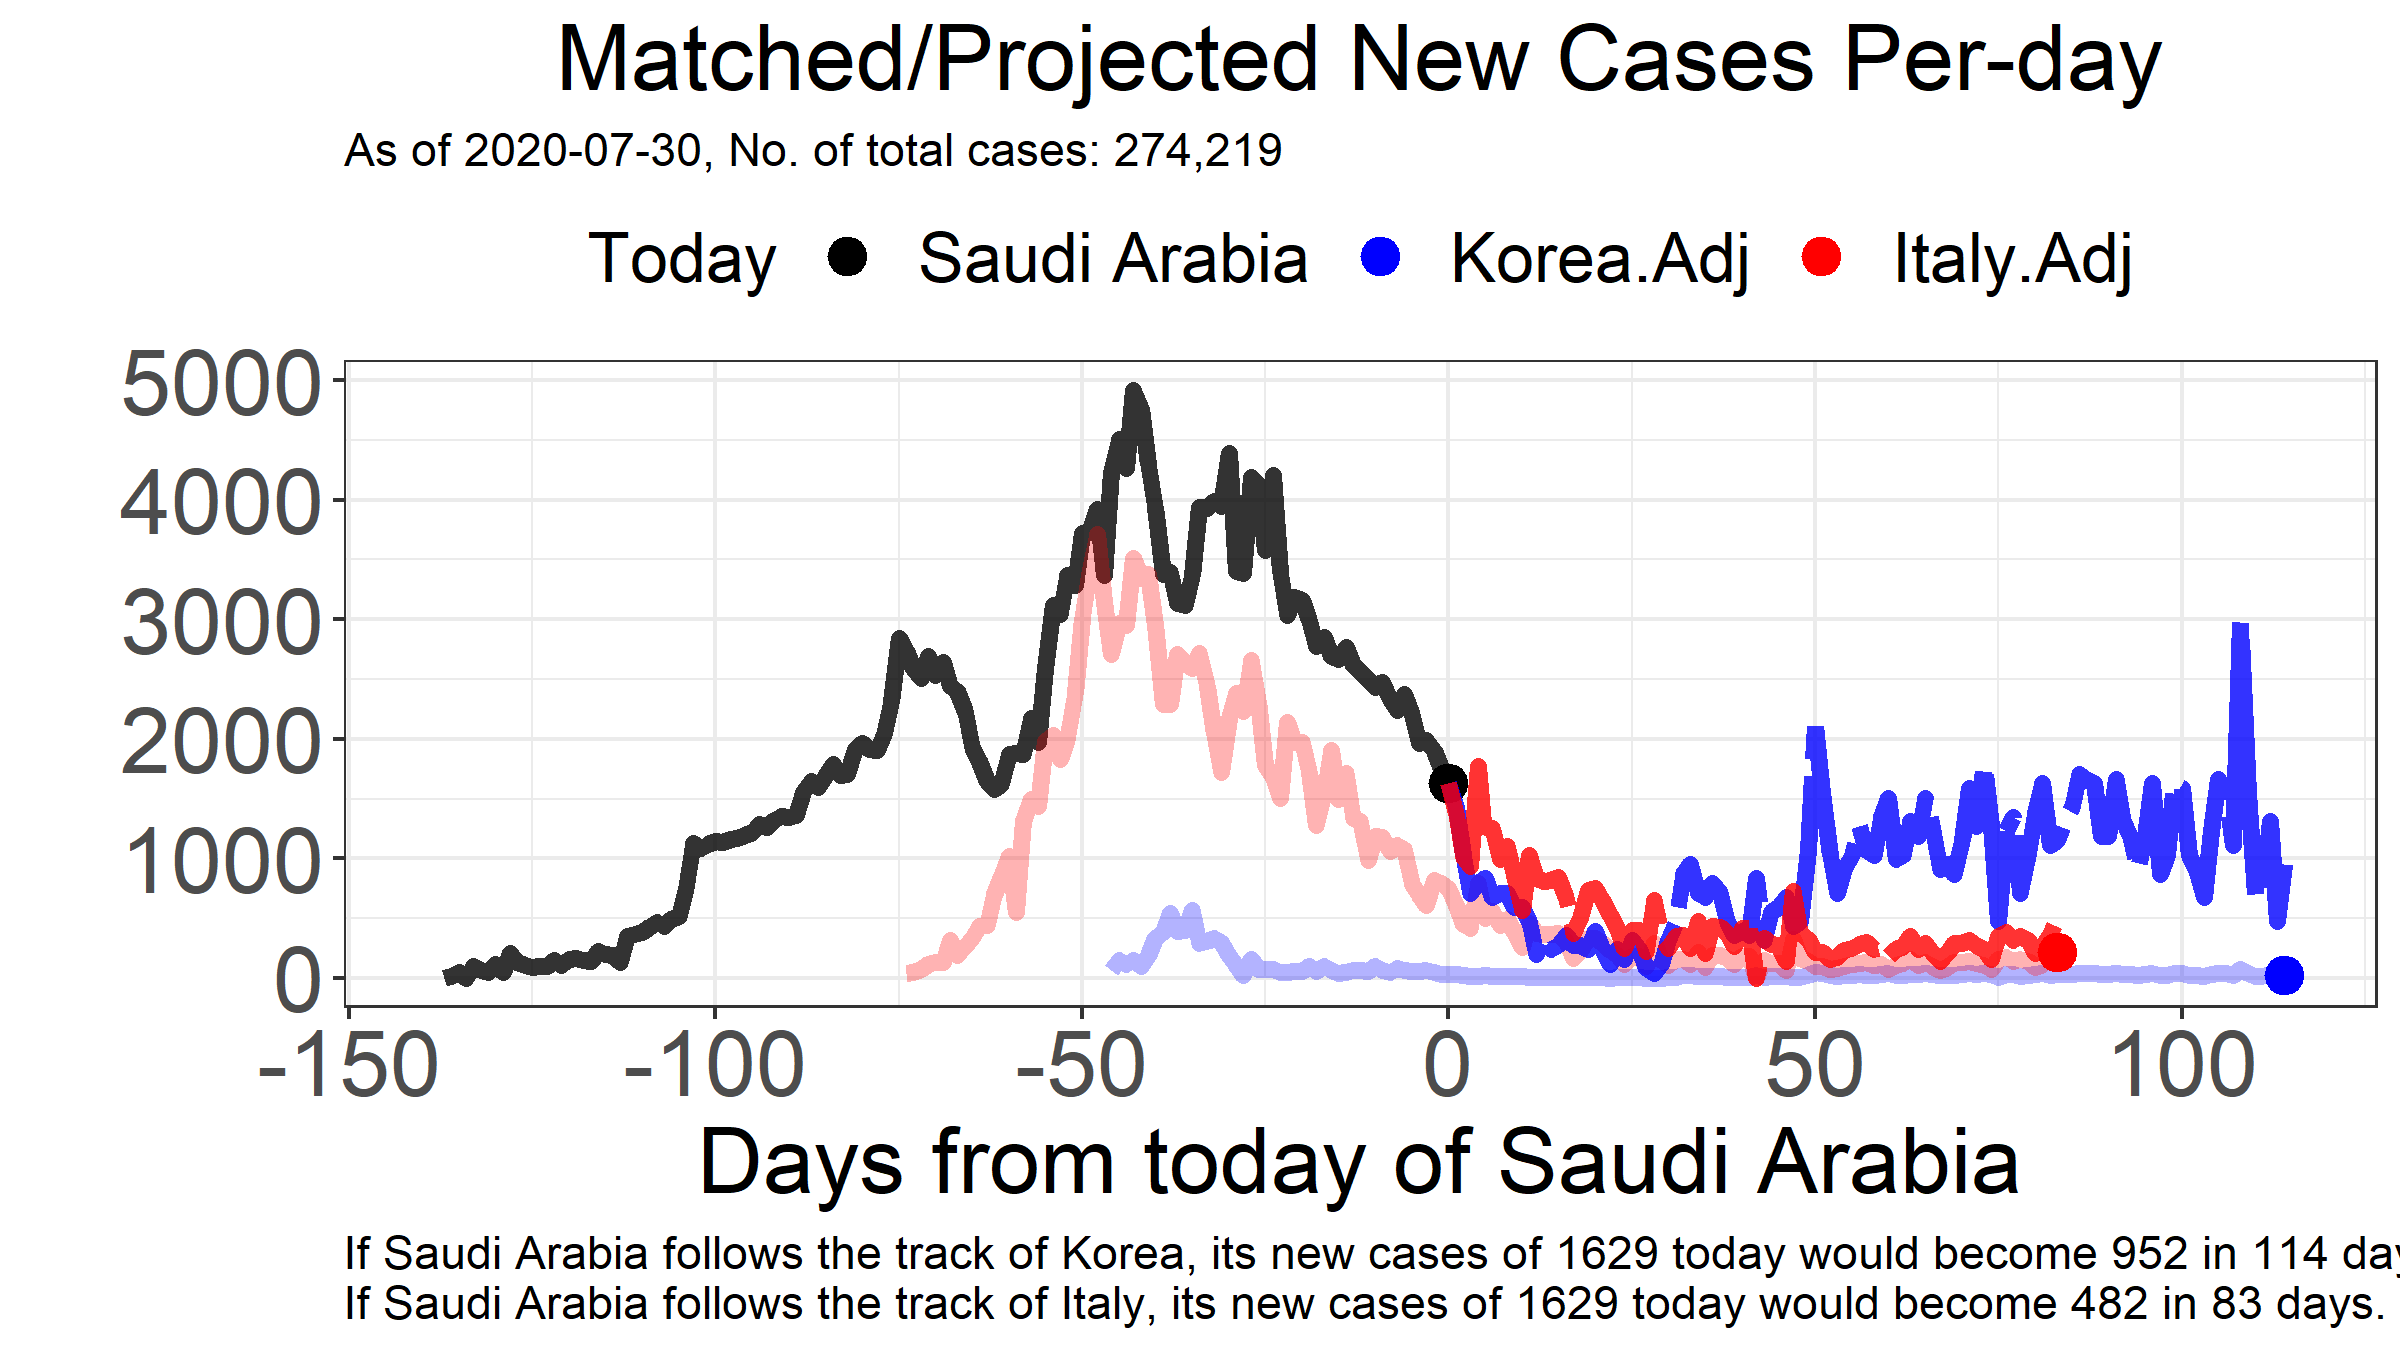 Matched/Projected New Cases Per-day
As of 2020-07-30, No. of total cases: 274,219
Today Saudi Arabia Korea.Adj Italy.Adj
5000
4000
3000
2000
1000
0
-150 -100 -50 0 50 100
Days from today of Saudi Arabia
If Saudi Arabia follows the track of Korea, its new cases of 1629 today would become 952 in 114
If Saudi Arabia follows the track of Italy, its new cases of 1629 today would become 482 in 83 days.